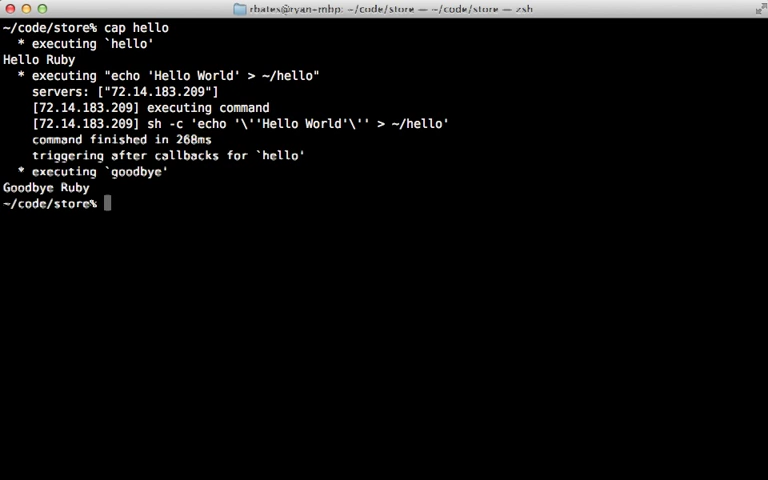 rbates@ryan-mbp: ~/code/store — ~/code/store — zsh
~/code/store% cap hello
  * executing `hello'
Hello Ruby
  * executing "echo 'Hello World' > ~/hello"
    servers: ["72.14.183.209"]
    [72.14.183.209] executing command
    [72.14.183.209] sh -c 'echo '\''Hello World'\'' > ~/hello'
    command finished in 268ms
    triggering after callbacks for `hello'
  * executing `goodbye'
Goodbye Ruby
~/code/store%